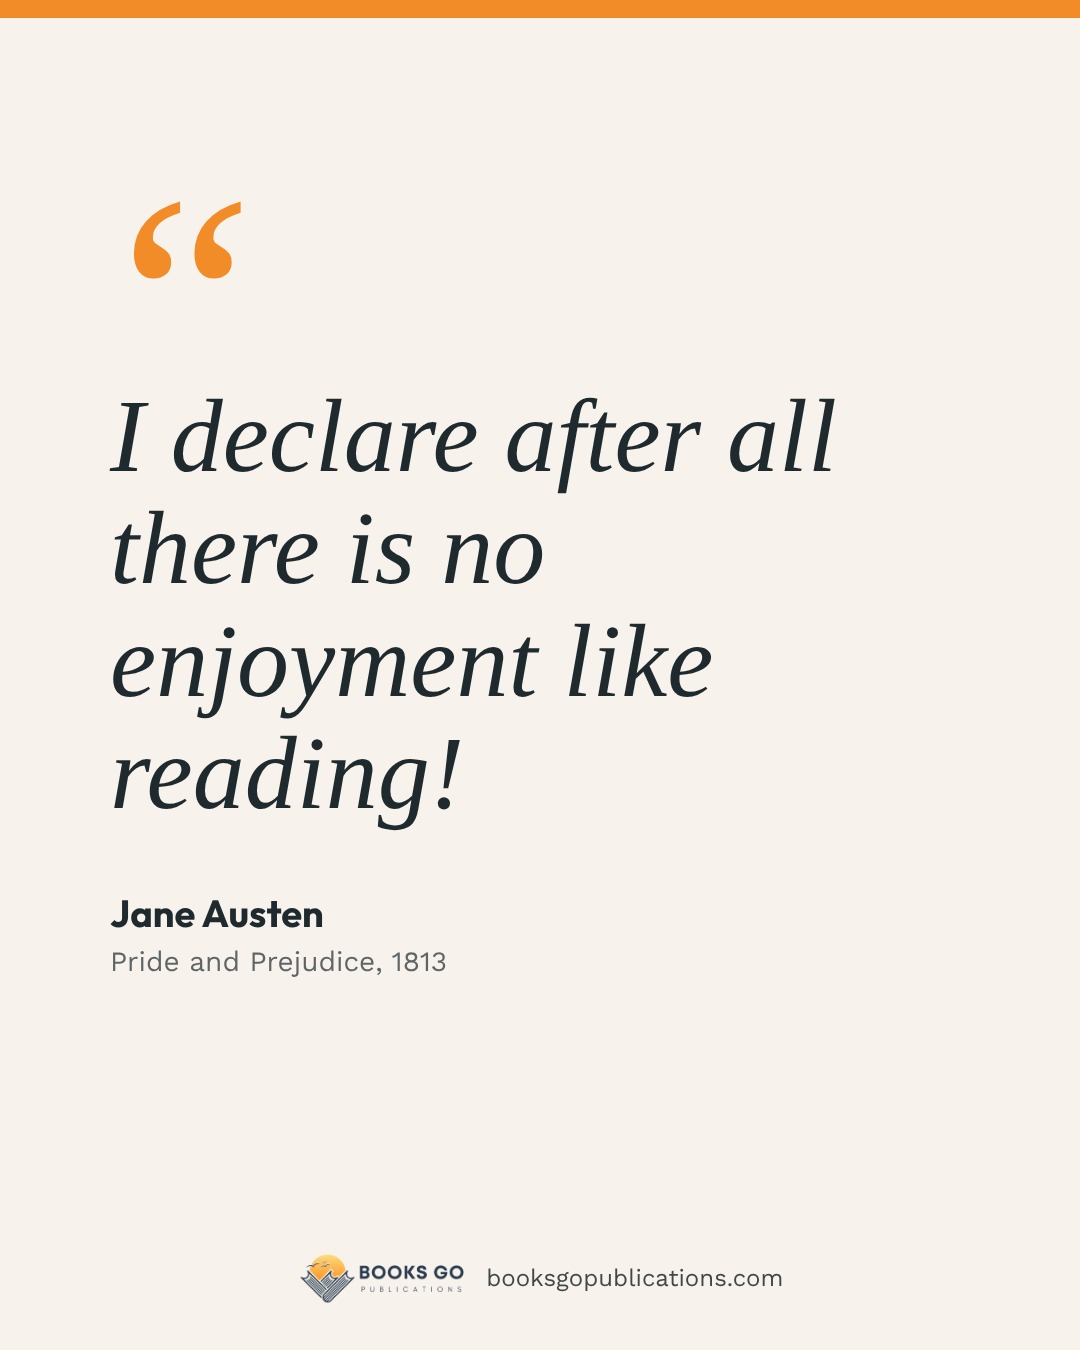 “
I declare after all
there is no
enjoyment like
reading!
Jane Austen
Pride and Prejudice, 1813
BOOKS GO
PUBLICATIONS
booksgopublications.com